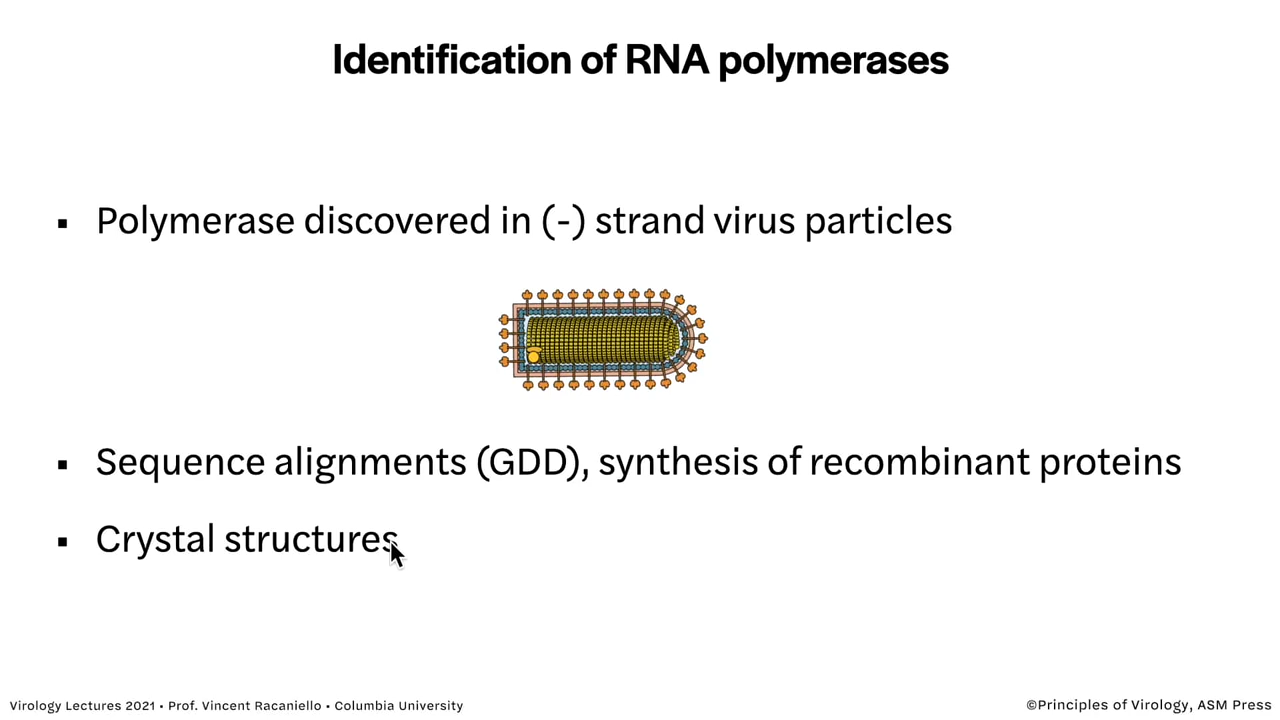 Identification of RNA polymerases
▪ Polymerase discovered in (-) strand virus particles
▪ Sequence alignments (GDD), synthesis of recombinant proteins
▪ Crystal structures
Virology Lectures 2021 • Prof. Vincent Racaniello • Columbia University
©Principles of Virology, ASM Press